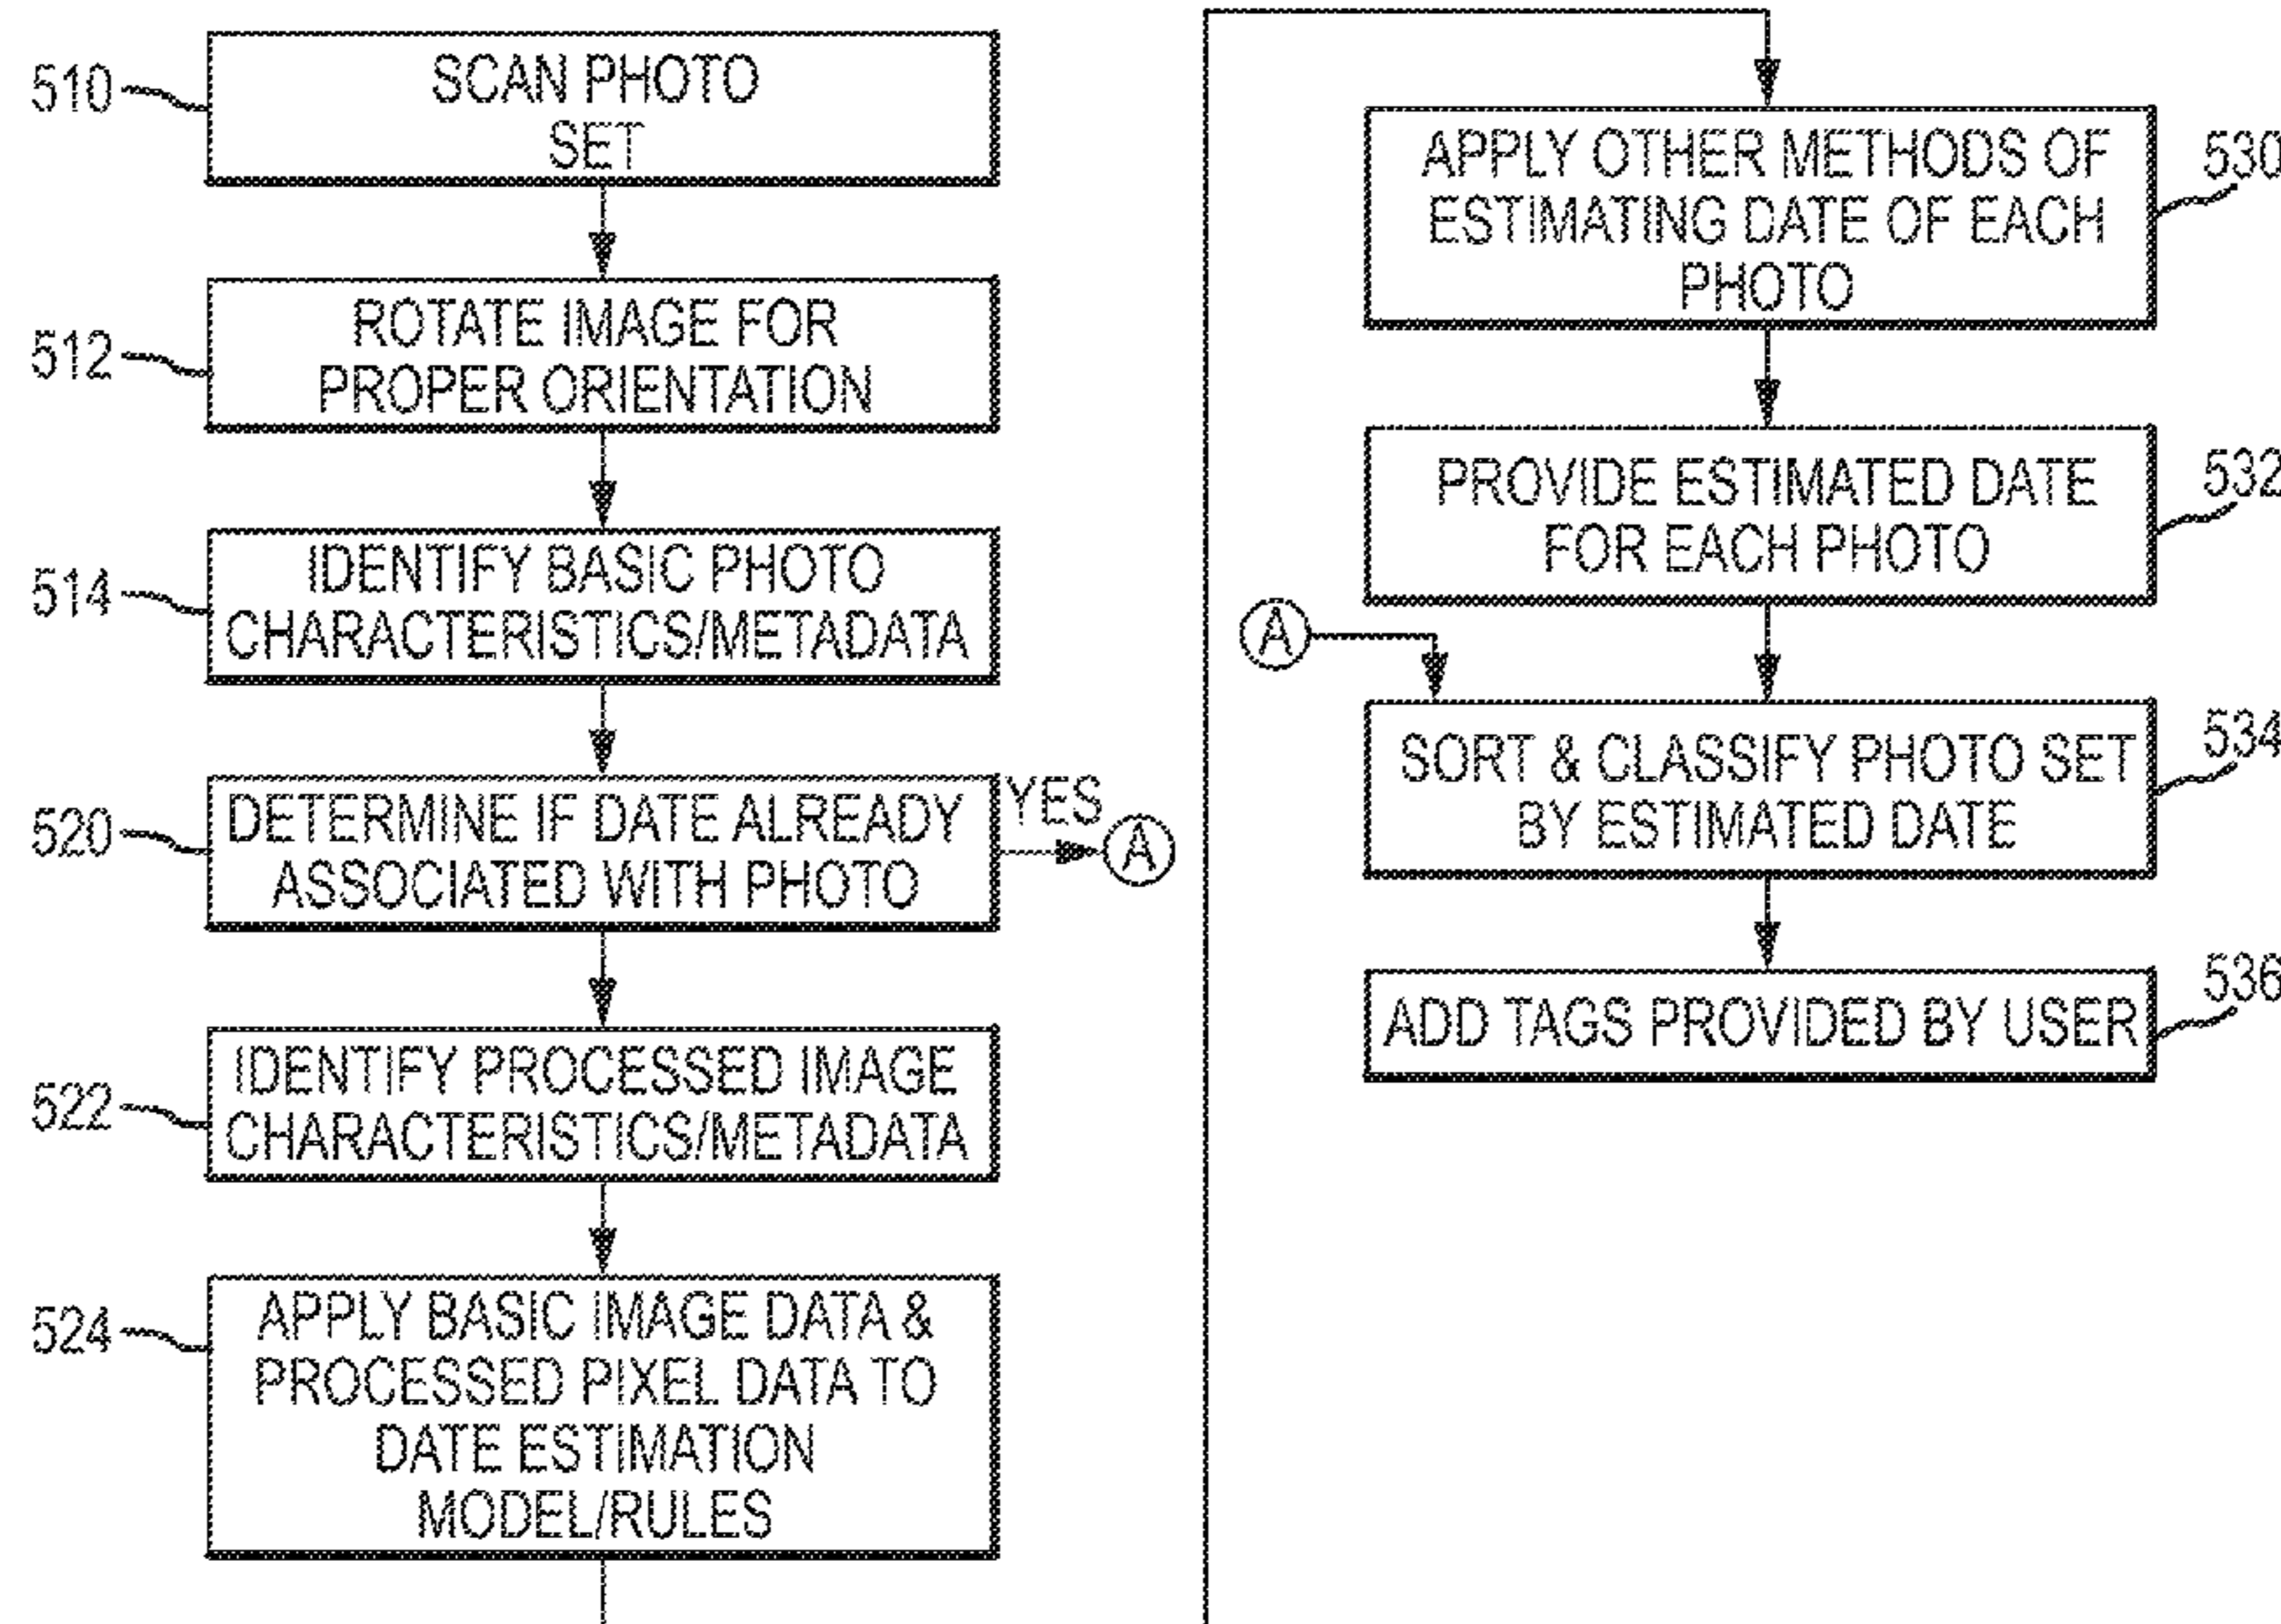 510
SCAN PHOTO
SET
512
ROTATE IMAGE FOR
PROPER ORIENTATION
514
IDENTIFY BASIC PHOTO
CHARACTERISTICS/METADATA
520
DETERMINE IF DATE ALREADY
ASSOCIATED WITH PHOTO
YES
A
522
IDENTIFY PROCESSED IMAGE
CHARACTERISTICS/METADATA
524
APPLY BASIC IMAGE DATA &
PROCESSED PIXEL DATA TO
DATE ESTIMATION
MODEL/RULES
530
APPLY OTHER METHODS OF
ESTIMATING DATE OF EACH
PHOTO
532
PROVIDE ESTIMATED DATE
FOR EACH PHOTO
A
534
SORT & CLASSIFY PHOTO SET
BY ESTIMATED DATE
536
ADD TAGS PROVIDED BY USER